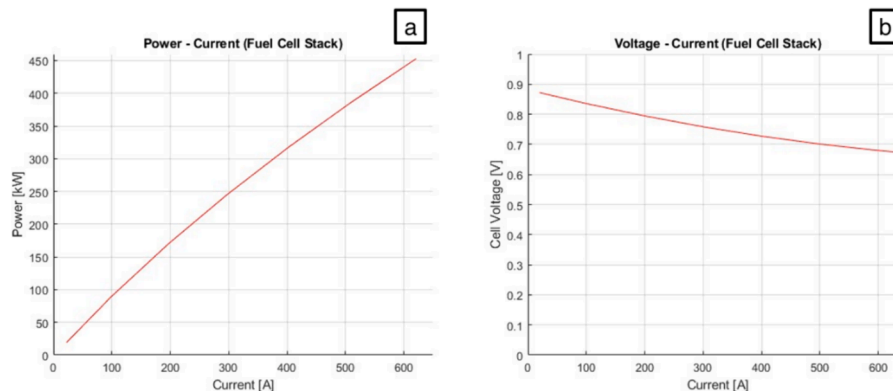 a
Power - Current (Fuel Cell Stack)
450
400
350
300
250
200
150
100
50
0
Power [kW]
0 100 200 300 400 500 600
Current [A]
b
Voltage - Current (Fuel Cell Stack)
1
0.9
0.8
0.7
0.6
0.5
0.4
0.3
0.2
0.1
0
Cell Voltage [V]
0 100 200 300 400 500 600
Current [A]